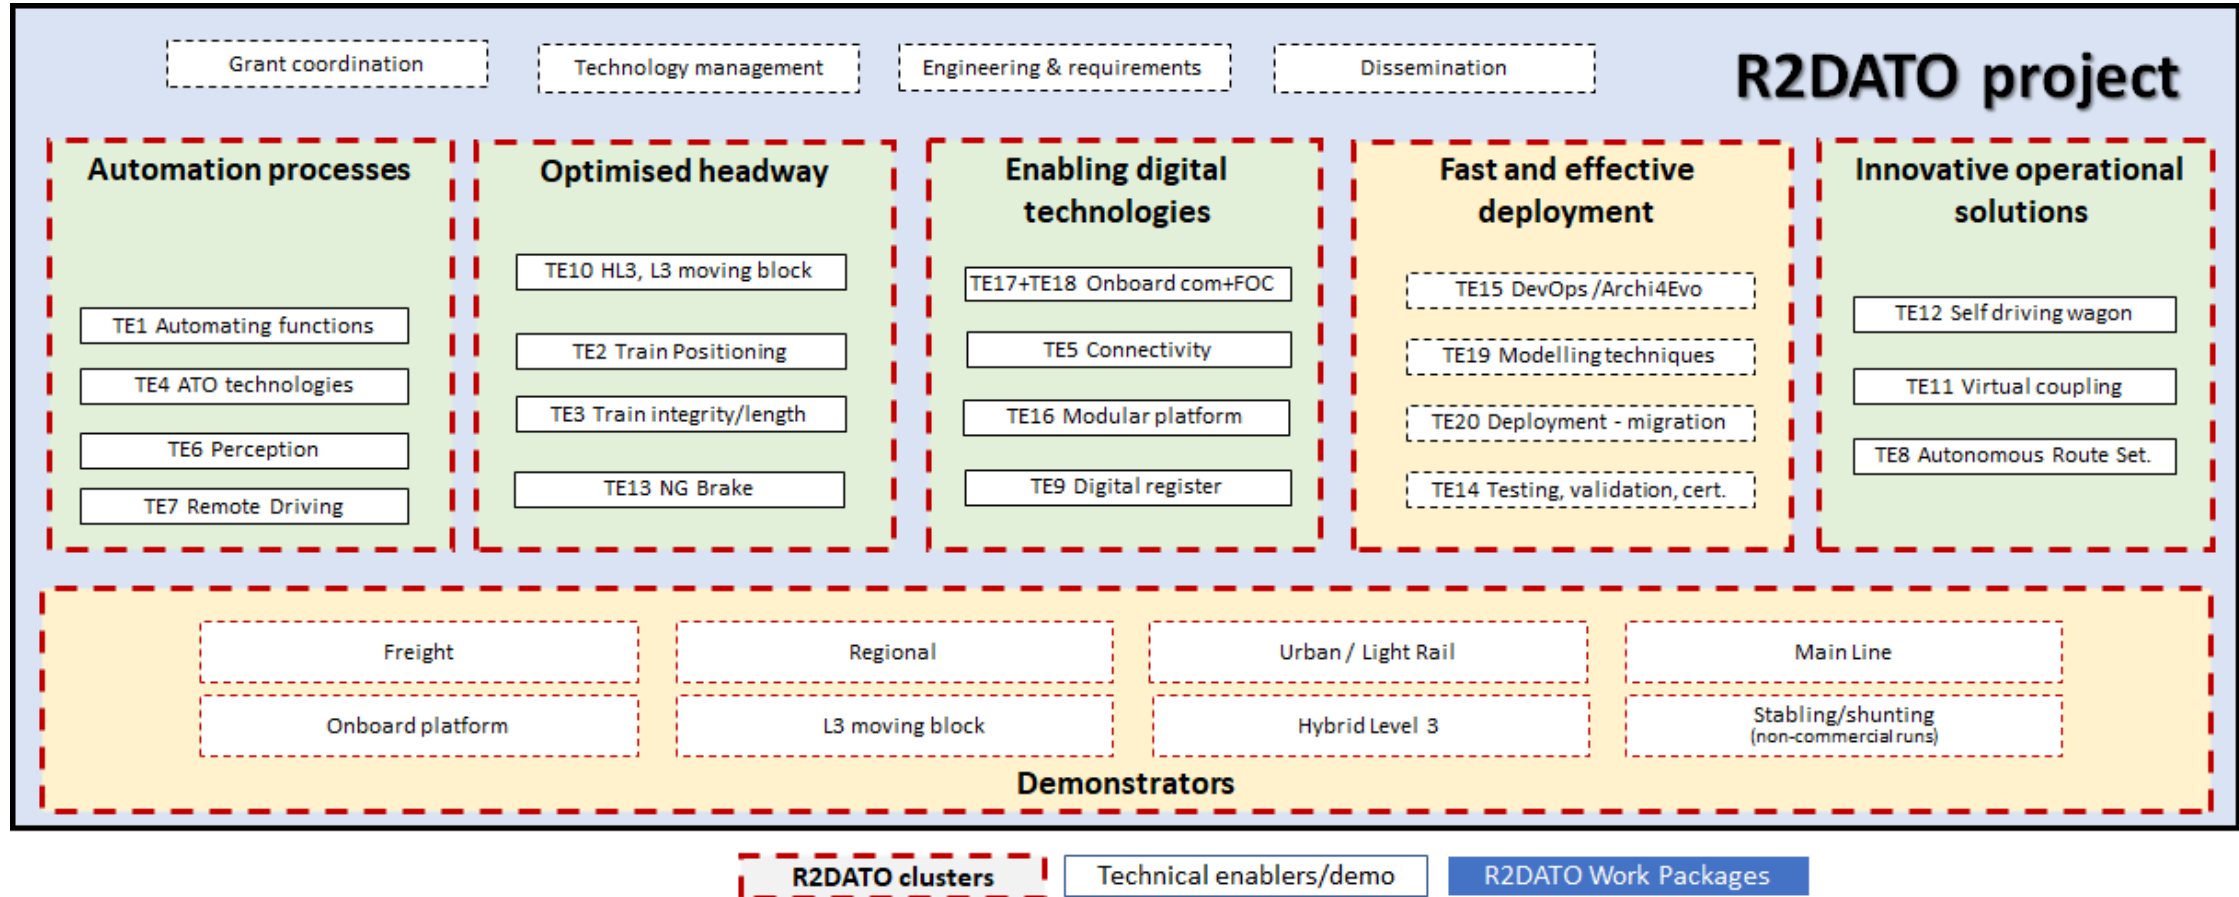 Grant coordination
Technology management
Engineering & requirements
Dissemination
R2DATO project
Automation processes
TE1 Automating functions
TE4 ATO technologies
TE6 Perception
TE7 Remote Driving
Optimised headway
TE10 HL3, L3 moving block
TE2 Train Positioning
TE3 Train integrity/length
TE13 NG Brake
Enabling digital
technologies
TE17+TE18 Onboard com+FOC
TE5 Connectivity
TE16 Modular platform
TE9 Digital register
Fast and effective
deployment
TE15 DevOps /Archi4Evo
TE19 Modelling techniques
TE20 Deployment - migration
TE14 Testing, validation, cert.
Innovative operational
solutions
TE12 Self driving wagon
TE11 Virtual coupling
TE8 Autonomous Route Set.
Freight
Regional
Urban / Light Rail
Main Line
Onboard platform
L3 moving block
Hybrid Level 3
Stabling/shunting
(non-commercial runs)
Demonstrators
R2DATO clusters
Technical enablers/demo
R2DATO Work Packages